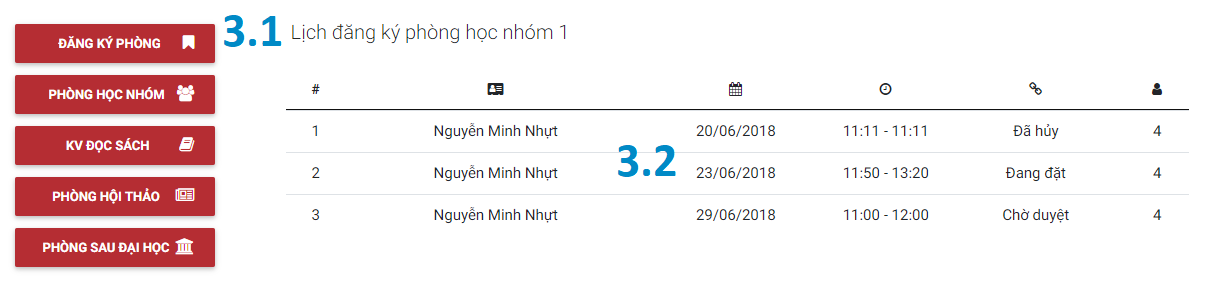 ĐĂNG KÝ PHÒNG
PHÒNG HỌC NHÓM
KV ĐỌC SÁCH
PHÒNG HỘI THẢO
PHÒNG SAU ĐẠI HỌC
3.1 Lịch đăng ký phòng học nhóm 1
#
1 Nguyễn Minh Nhựt 20/06/2018 11:11 - 11:11 Đã hủy 4
3.2
2 Nguyễn Minh Nhựt 23/06/2018 11:50 - 13:20 Đang đặt 4
3 Nguyễn Minh Nhựt 29/06/2018 11:00 - 12:00 Chờ duyệt 4